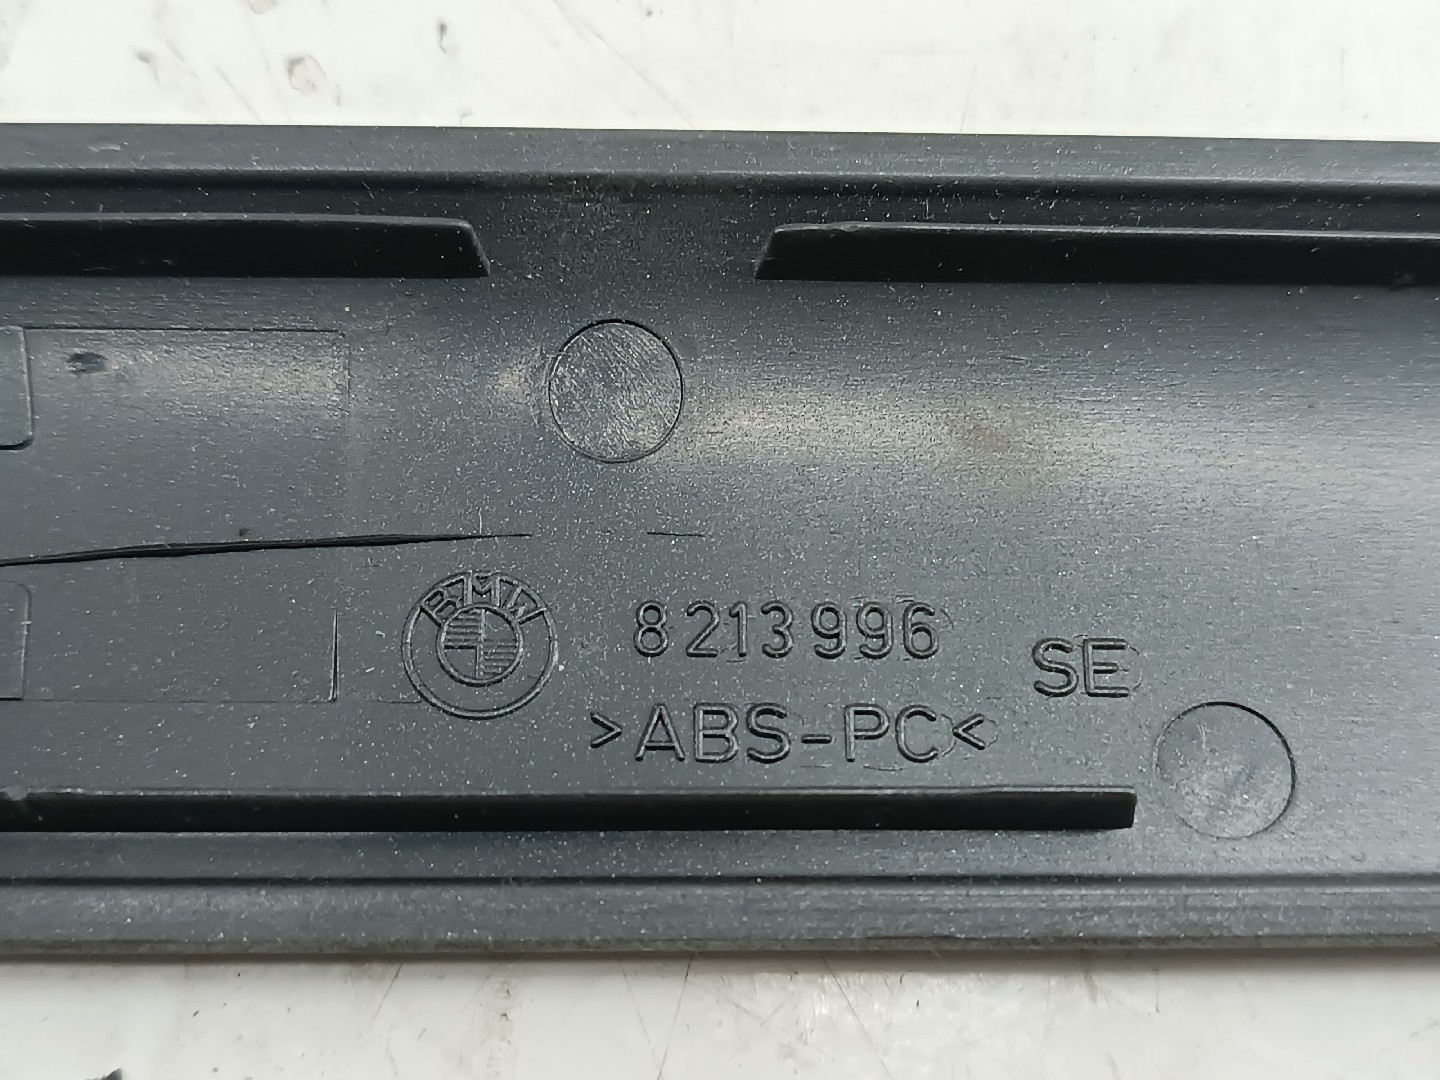 BMW
8213996
SE
>ABS-PC<